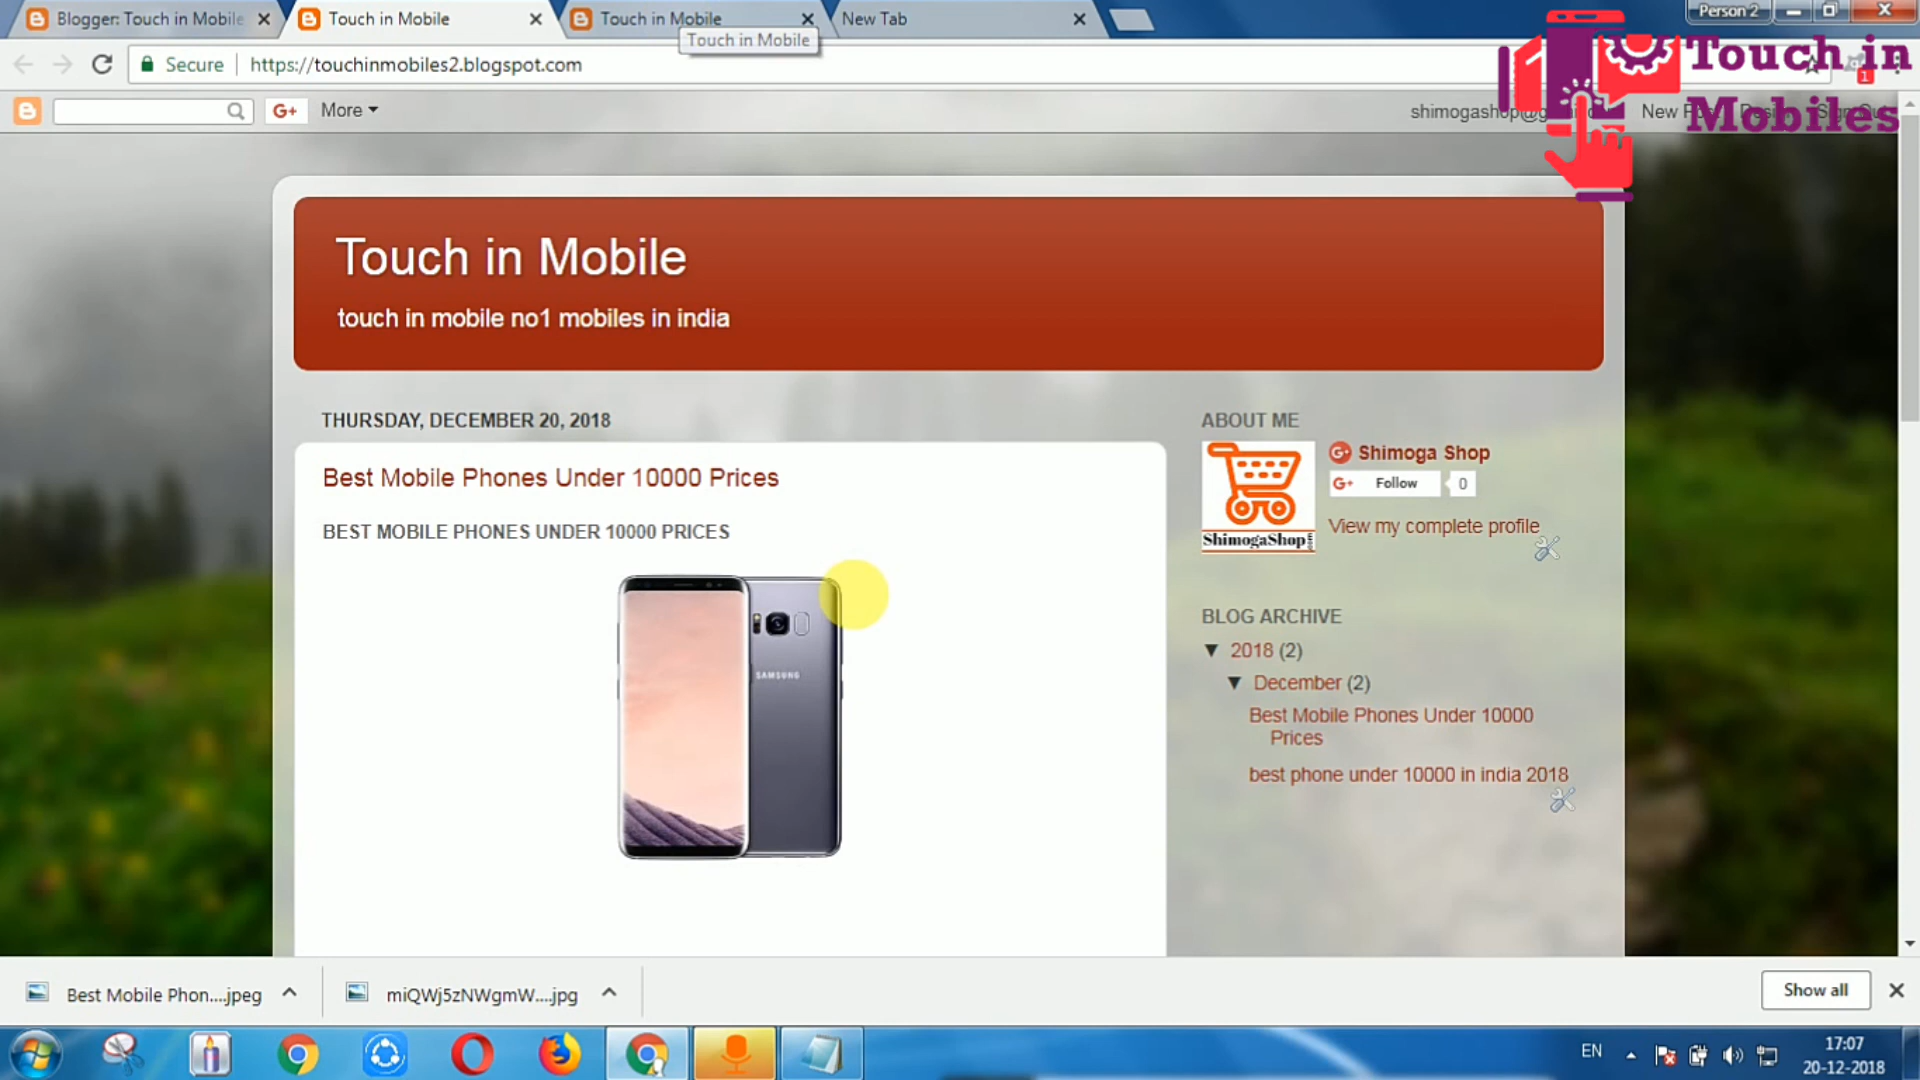 Blogger: Touch in Mobile
Touch in Mobile
Touch in Mobile
New Tab
Person 2
Touch in Mobile
Secure
https://touchinmobiles2.blogspot.com
Touch in
Mobiles
1
G+
More
New
Sign Out
Touch in Mobile
touch in mobile no1 mobiles in india
THURSDAY, DECEMBER 20, 2018
Best Mobile Phones Under 10000 Prices
BEST MOBILE PHONES UNDER 10000 PRICES
SAMSUNG
ABOUT ME
Shimoga Shop
G+ Follow 0
View my complete profile
ShimogaShop
BLOG ARCHIVE
▼ 2018 (2)
▼ December (2)
Best Mobile Phones Under 10000
Prices
best phone under 10000 in india 2018
Best Mobile Phon....jpeg
miQWj5zNWgmW....jpg
Show all
EN
17:07
20-12-2018